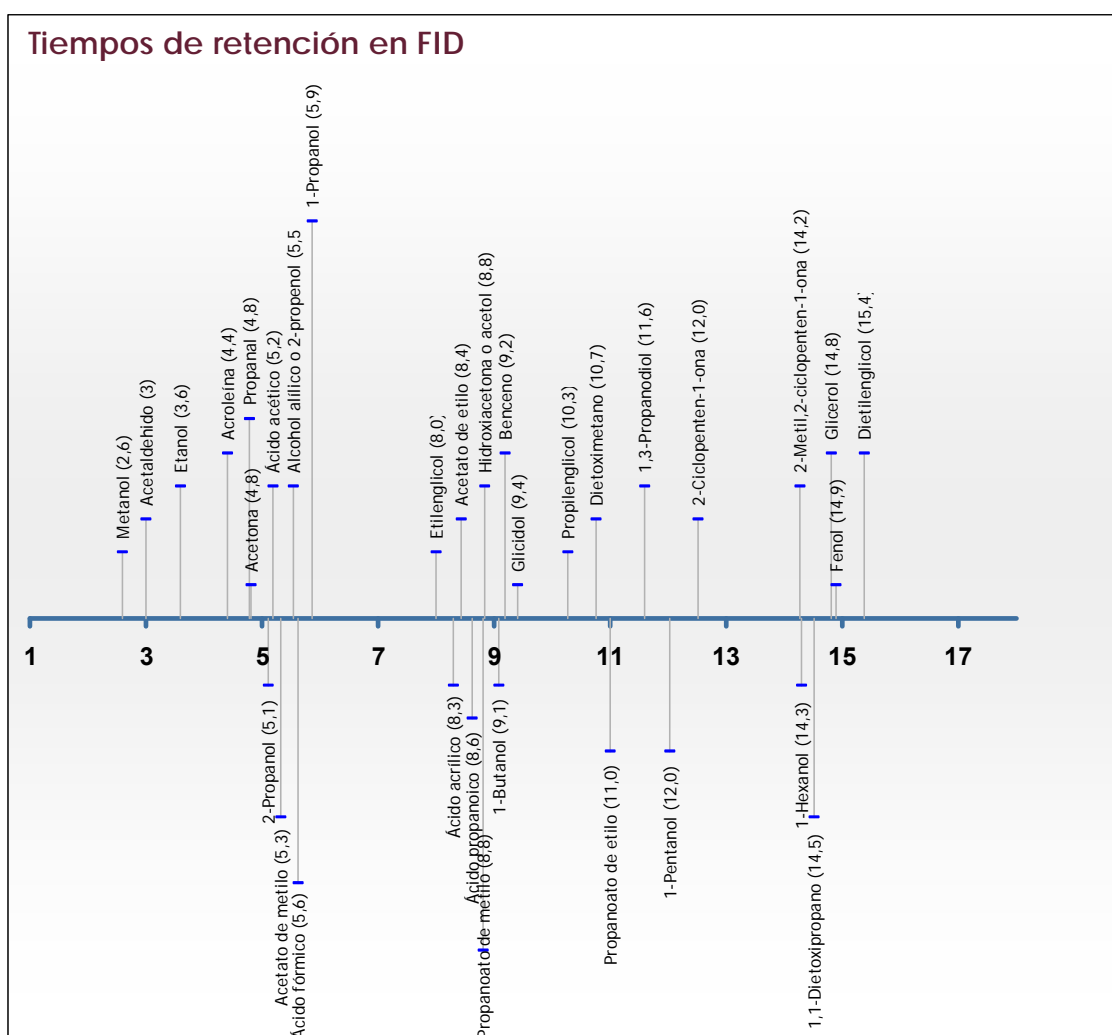 Tiempos de retención en FID
Metanol (2,6)
Acetaldehido (3)
Etanol (3,6)
Acroleína (4,4)
Propanal (4,8)
Acetona (4,8)
Ácido acético (5,2)
Alcohol alílico o 2-propenol (5,5
1-Propanol (5,9)
Etilenglicol (8,0)
Acetato de etilo (8,4)
Hidroxiacetona o acetol (8,8)
Benceno (9,2)
Glicidol (9,4)
Propilenglicol (10,3)
Dietoximetano (10,7)
1,3-Propanodiol (11,6)
2-Ciclopenten-1-ona (12,0)
2-Metil,2-ciclopenten-1-ona (14,2)
Glicerol (14,8)
Fenol (14,9)
Dietilenglicol (15,4)
1 3 5 7 9 11 13 15 17
2-Propanol (5,1)
Acetato de metilo (5,3)
Ácido fórmico (5,6)
Ácido acrílico (8,3)
Ácido propanoico (8,6)
Propanoato de metilo (8,8)
1-Butanol (9,1)
Propanoato de etilo (11,0)
1-Pentanol (12,0)
1-Hexanol (14,3)
1,1-Dietoxipropano (14,5)